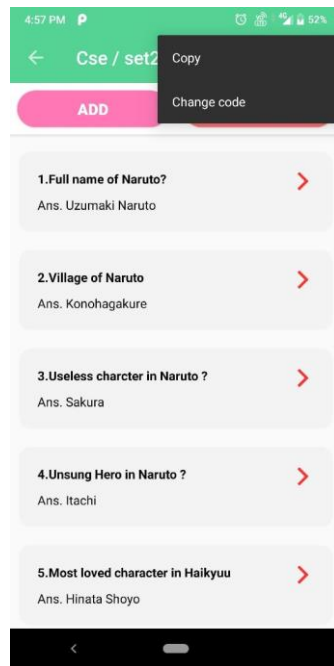 4:57 PM
4G 52%
Cse / set2
Copy
Change code
ADD
1.Full name of Naruto?
Ans. Uzumaki Naruto
2.Village of Naruto
Ans. Konohagakure
3.Useless charcter in Naruto ?
Ans. Sakura
4.Unsung Hero in Naruto ?
Ans. Itachi
5.Most loved character in Haikyuu
Ans. Hinata Shoyo